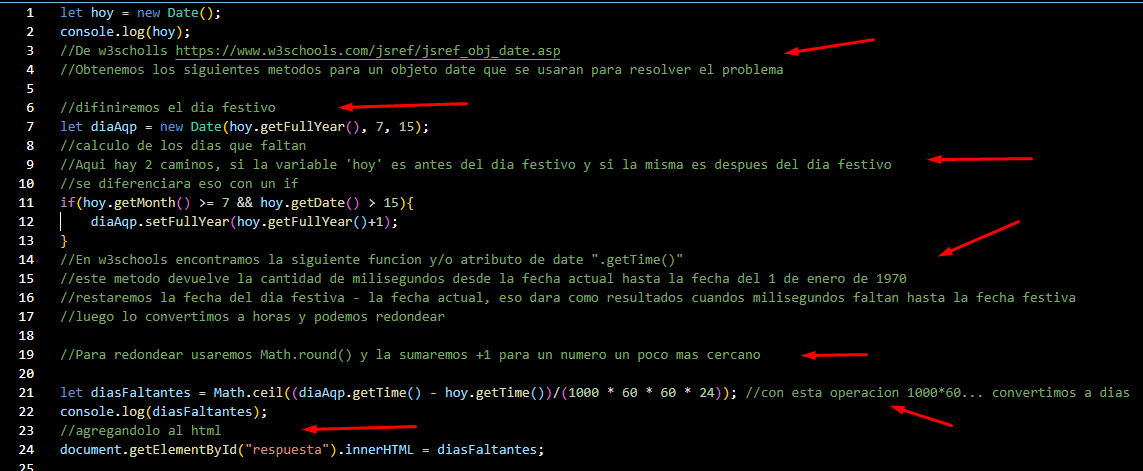 1 let hoy = new Date();
2 console.log(hoy);
3 //De w3scholls https://www.w3schools.com/jsref/jsref_obj_date.asp
4 //Obtenemos los siguientes metodos para un objeto date que se usaran para resolver el problema
5
6 //difiniremos el dia festivo
7 let diaAqp = new Date(hoy.getFullYear(), 7, 15);
8 //calculo de los dias que faltan
9 //Aqui hay 2 caminos, si la variable 'hoy' es antes del dia festivo y si la misma es despues del dia festivo
10 //se diferenciara eso con un if
11 if(hoy.getMonth() >= 7 && hoy.getDate() > 15){
12 diaAqp.setFullYear(hoy.getFullYear()+1);
13 }
14 //En w3schools encontramos la siguiente funcion y/o atributo de date ".getTime()"
15 //este metodo devuelve la cantidad de milisegundos desde la fecha actual hasta la fecha del 1 de enero de 1970
16 //restaremos la fecha del dia festiva - la fecha actual, eso dara como resultados cuandos milisegundos faltan hasta la fecha festiva
17 //luego lo convertimos a horas y podemos redondear
18
19 //Para redondear usaremos Math.round() y la sumaremos +1 para un numero un poco mas cercano
20
21 let diasFaltantes = Math.ceil((diaAqp.getTime() - hoy.getTime())/(1000 * 60 * 60 * 24)); //con esta operacion 1000*60... convertimos a dias
22 console.log(diasFaltantes);
23 //agregandolo al html
24 document.getElementById("respuesta").innerHTML = diasFaltantes;
25